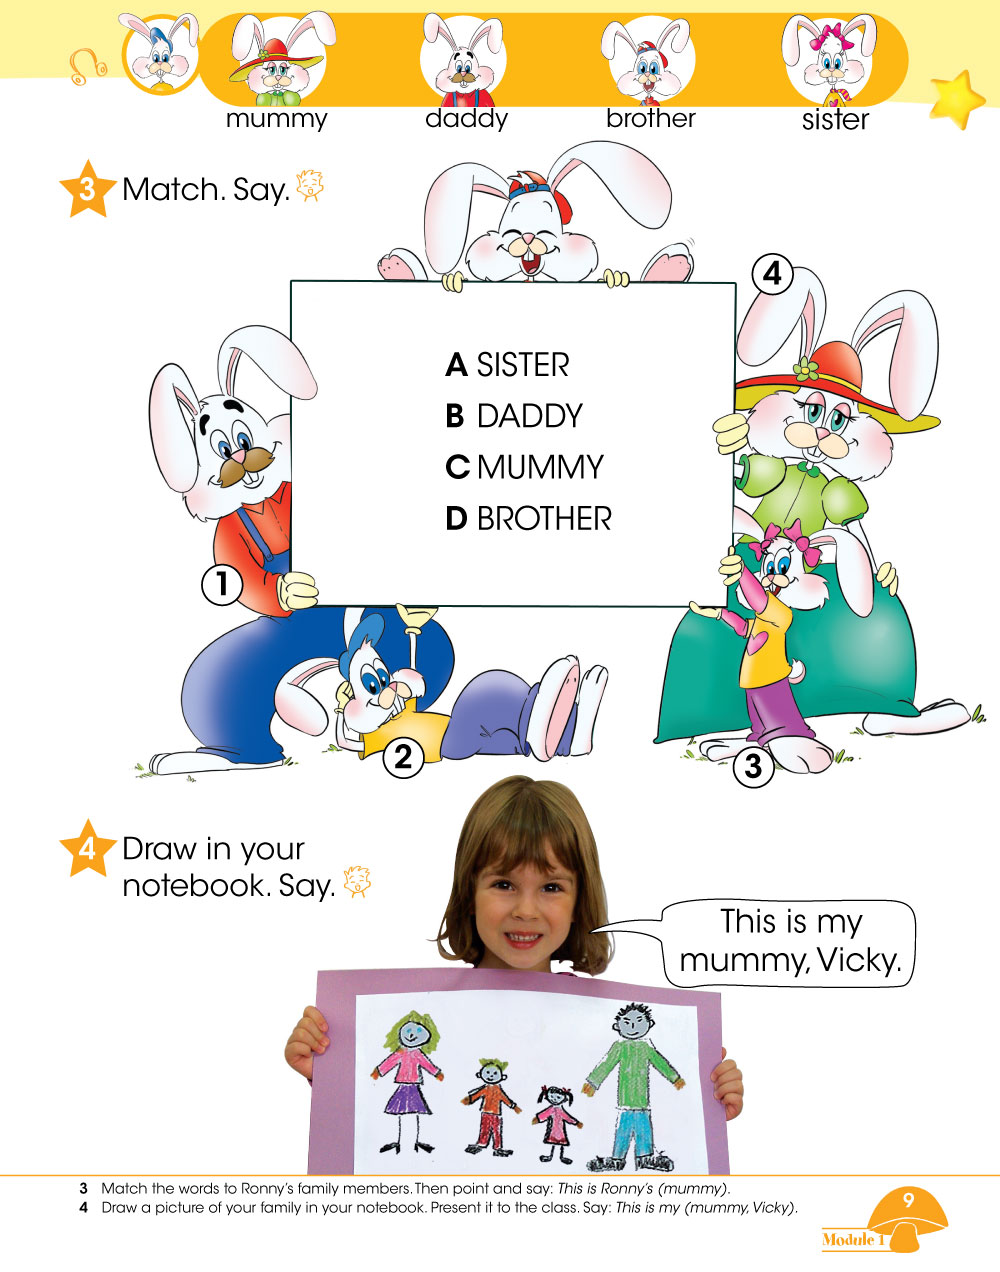 mummy daddy brother sister
3 Match. Say.
4
A SISTER
B DADDY
C MUMMY
D BROTHER
1
2
3
4 Draw in your
notebook. Say.
This is my
mummy, Vicky.
3 Match the words to Ronny's family members. Then point and say: This is Ronny's (mummy).
4 Draw a picture of your family in your notebook. Present it to the class. Say: This is my (mummy, Vicky).
9
Module 1